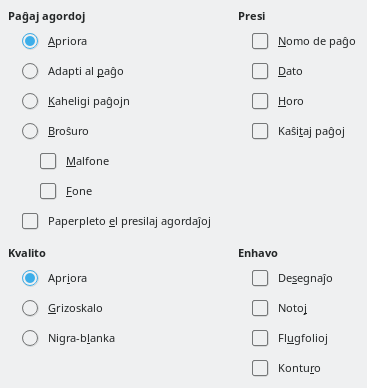 Paĝaj agordoj
Apriora
Adapti al paĝo
Kaheligi paĝojn
Broŝuro
Malfone
Fone
Paperpleto el presilaj agordaĵoj
Presi
Nomo de paĝo
Dato
Horo
Kaŝitaj paĝoj
Kvalito
Apriora
Grizoskalo
Nigra-blanka
Enhavo
Desegnaĵo
Notoj
Flugfolioj
Konturo